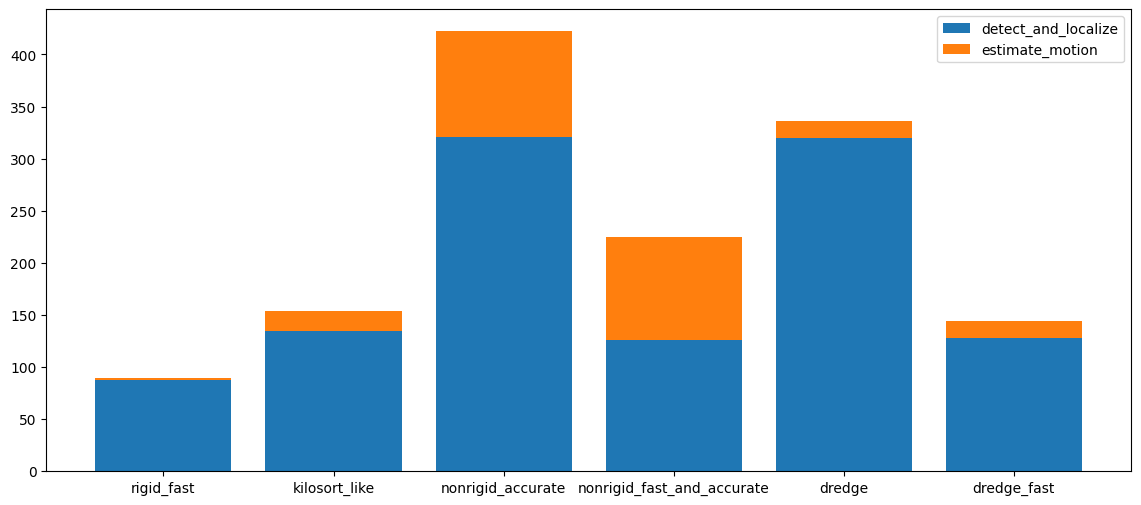 detect_and_localize
estimate_motion
400
350
300
250
200
150
100
50
0
rigid_fast
kilosort_like
nonrigid_accurate
nonrigid_fast_and_accurate
dredge
dredge_fast